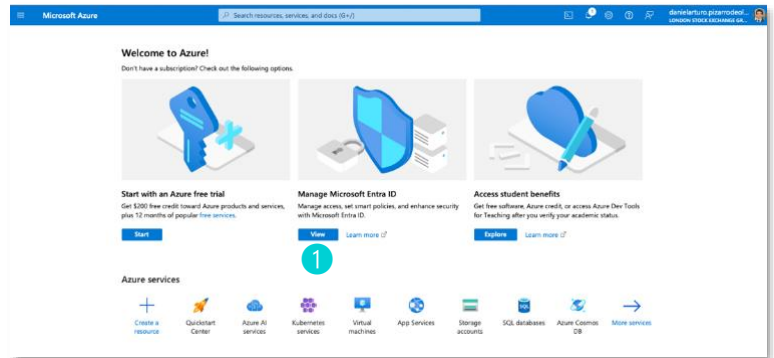 Microsoft Azure
Search resources, services, and docs (G+/)
danielarturo.pizarrodeol...
LONDON STOCK EXCHANGE GR...
Welcome to Azure!
Don't have a subscription? Check out the following options.
Start with an Azure free trial
Get $200 free credit toward Azure products and services,
plus 12 months of popular free services.
Start
Manage Microsoft Entra ID
Manage access, set smart policies, and enhance security
with Microsoft Entra ID.
View Learn more
1
Access student benefits
Get free software, Azure credit, or access Azure Dev Tools
for Teaching after you verify your academic status.
Explore Learn more
Azure services
Create a
resource
Quickstart
Center
Azure AI
services
Kubernetes
services
Virtual
machines
App Services
Storage
accounts
SQL databases
Azure Cosmos
DB
More services